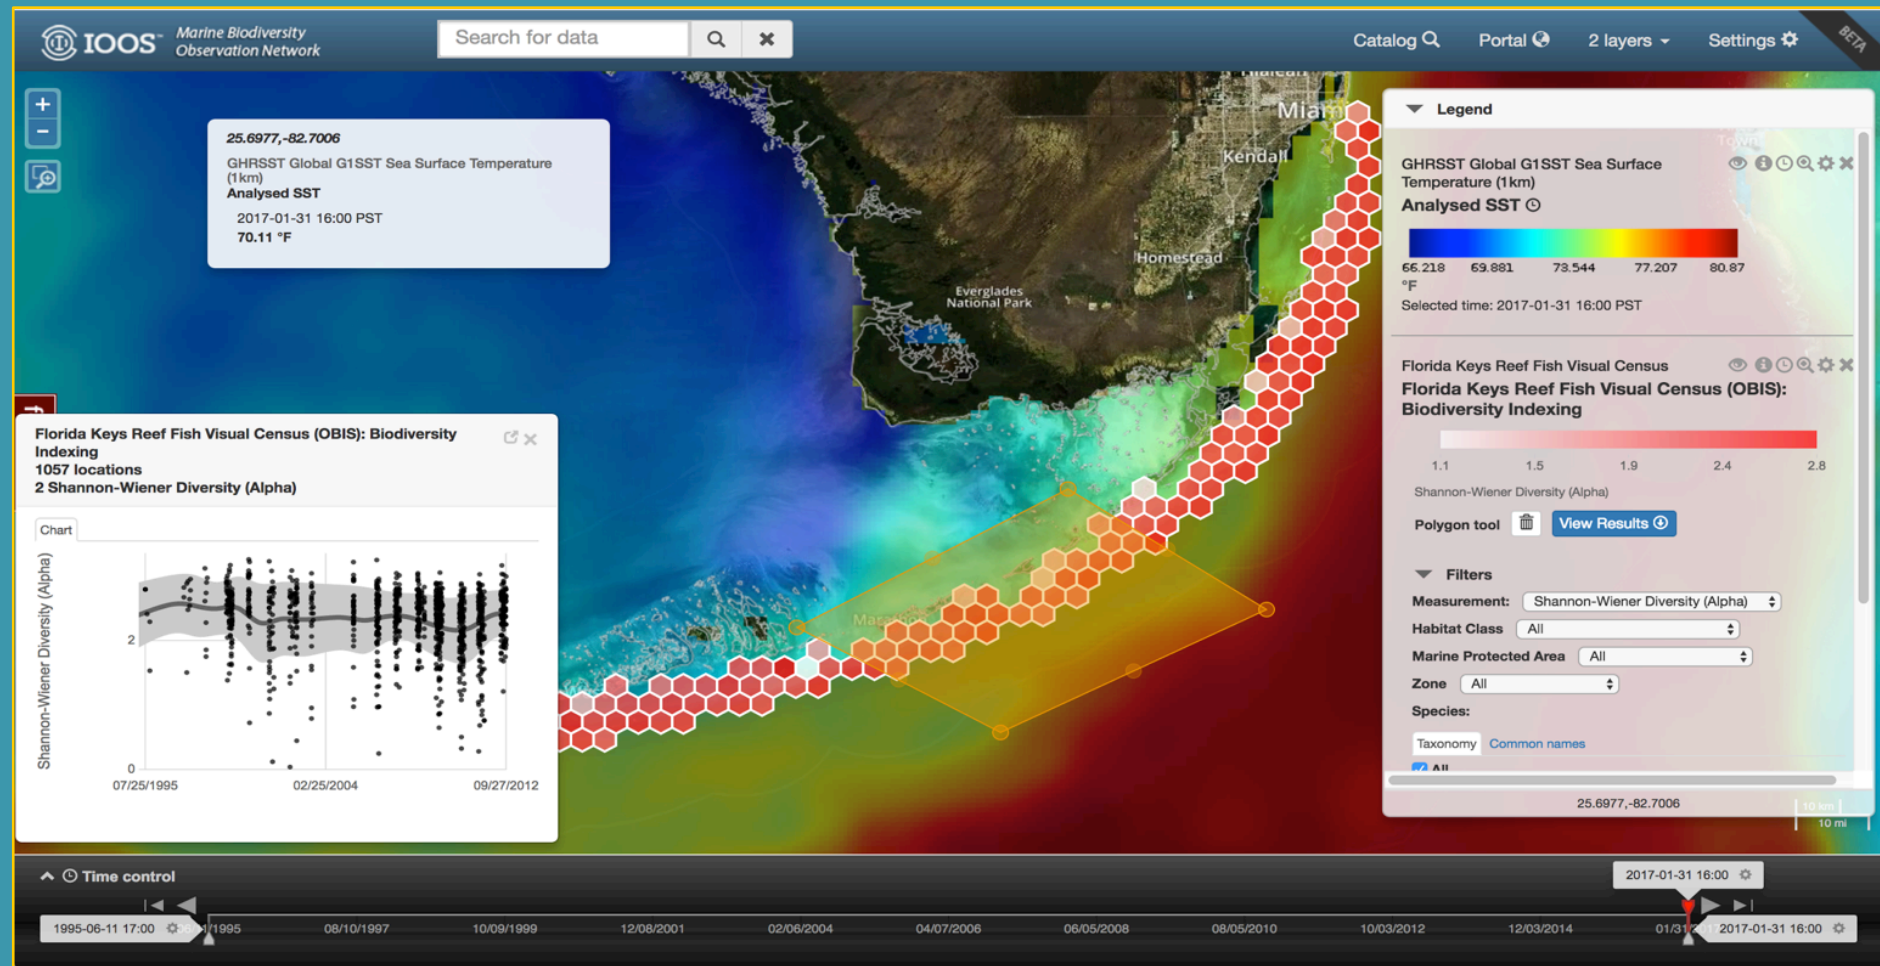 IOOS™
Marine Biodiversity
Observation Network
Search for data
Catalog
Portal
2 layers
Settings
BETA
25.6977,-82.7006
GHRSST Global G1SST Sea Surface Temperature
(1km)
Analysed SST
2017-01-31 16:00 PST
70.11 °F
Hialeah
Miami
Kendall
Homestead
Everglades
National Park
Marathon
Legend
GHRSST Global G1SST Sea Surface
Temperature (1km)
Analysed SST
66.218 69.881 73.544 77.207 80.87
°F
Selected time: 2017-01-31 16:00 PST
Florida Keys Reef Fish Visual Census
Florida Keys Reef Fish Visual Census (OBIS):
Biodiversity Indexing
1.1 1.5 1.9 2.4 2.8
Shannon-Wiener Diversity (Alpha)
Polygon tool View Results
Filters
Measurement: Shannon-Wiener Diversity (Alpha)
Habitat Class All
Marine Protected Area All
Zone All
Species:
Taxonomy Common names
All
25.6977,-82.7006
10 km
10 mi
Florida Keys Reef Fish Visual Census (OBIS): Biodiversity
Indexing
1057 locations
2 Shannon-Wiener Diversity (Alpha)
Chart
Shannon-Wiener Diversity (Alpha)
2
0
07/25/1995 02/25/2004 09/27/2012
Time control
2017-01-31 16:00
1995-06-11 17:00 1995 08/10/1997 10/09/1999 12/08/2001 02/06/2004 04/07/2006 06/05/2008 08/05/2010 10/03/2012 12/03/2014 01/31 2017-01-31 16:00